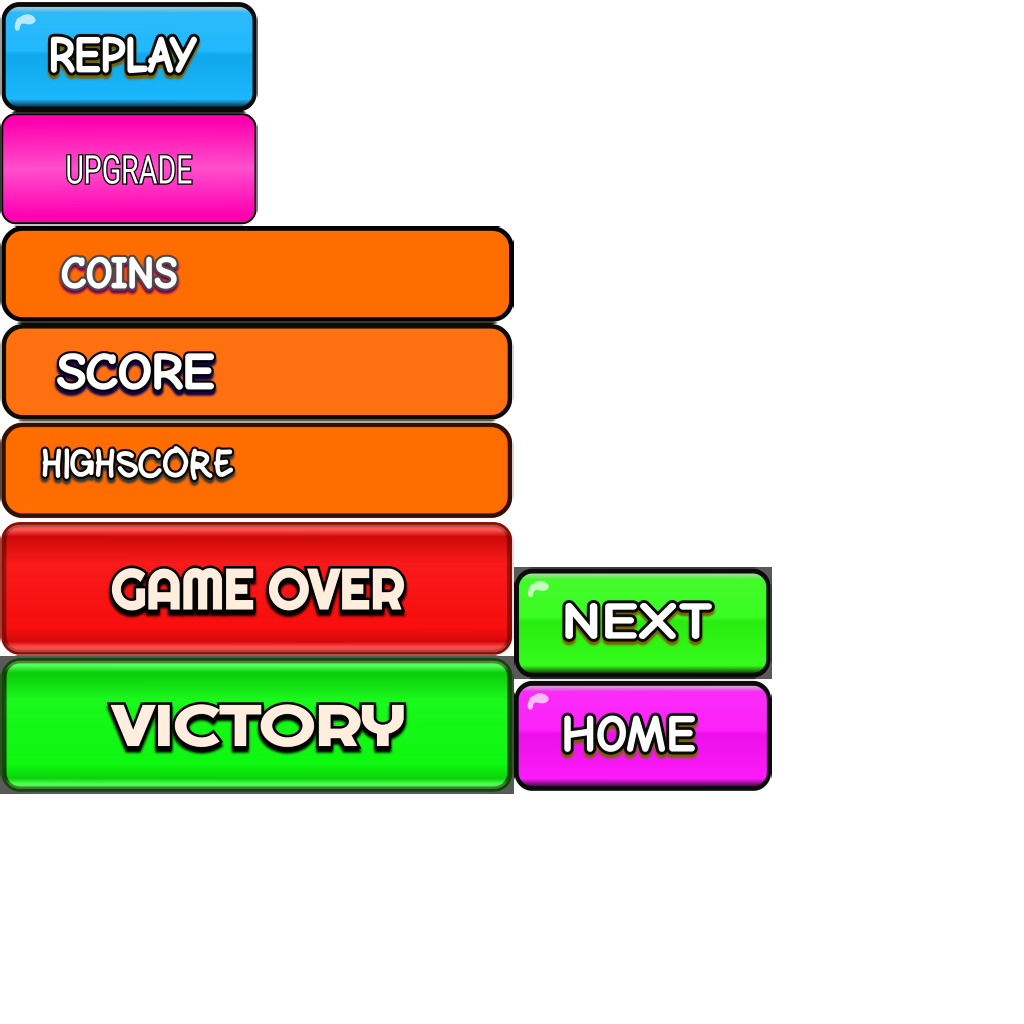 REPLAY
UPGRADE
COINS
SCORE
HIGHSCORE
GAME OVER
NEXT
VICTORY
HOME